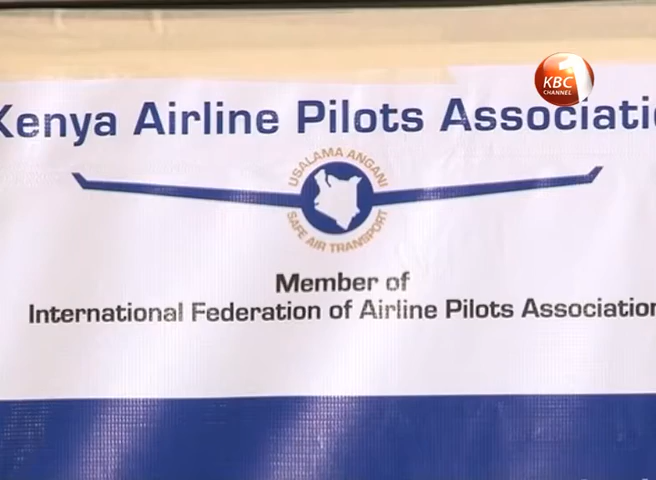 KBC 1
CHANNEL
Kenya Airline Pilots Associatio
USALAMA ANGANI
SAFE AIR TRANSPORT
Member of
International Federation of Airline Pilots Association